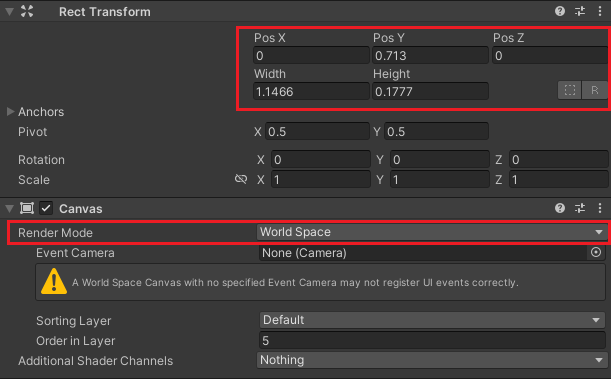 Rect Transform
Pos X Pos Y Pos Z
0 0.713 0
Width Height
1.1466 0.1777
R
Anchors
Pivot X 0.5 Y 0.5
Rotation X 0 Y 0 Z 0
Scale X 1 Y 1 Z 1
Canvas
Render Mode World Space
Event Camera None (Camera)
A World Space Canvas with no specified Event Camera may not register UI events correctly.
Sorting Layer Default
Order in Layer 5
Additional Shader Channels Nothing